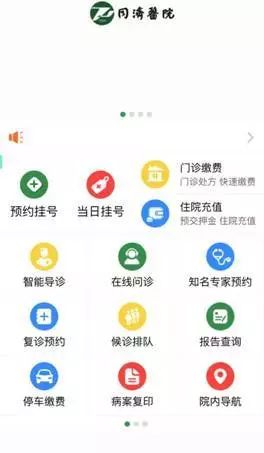 同濟醫院
门诊缴费
门诊处方 快速缴费
预约挂号
当日挂号
住院充值
预交押金 住院充值
智能导诊
在线问诊
知名专家预约
复诊预约
候诊排队
报告查询
停车缴费
病案复印
院内导航